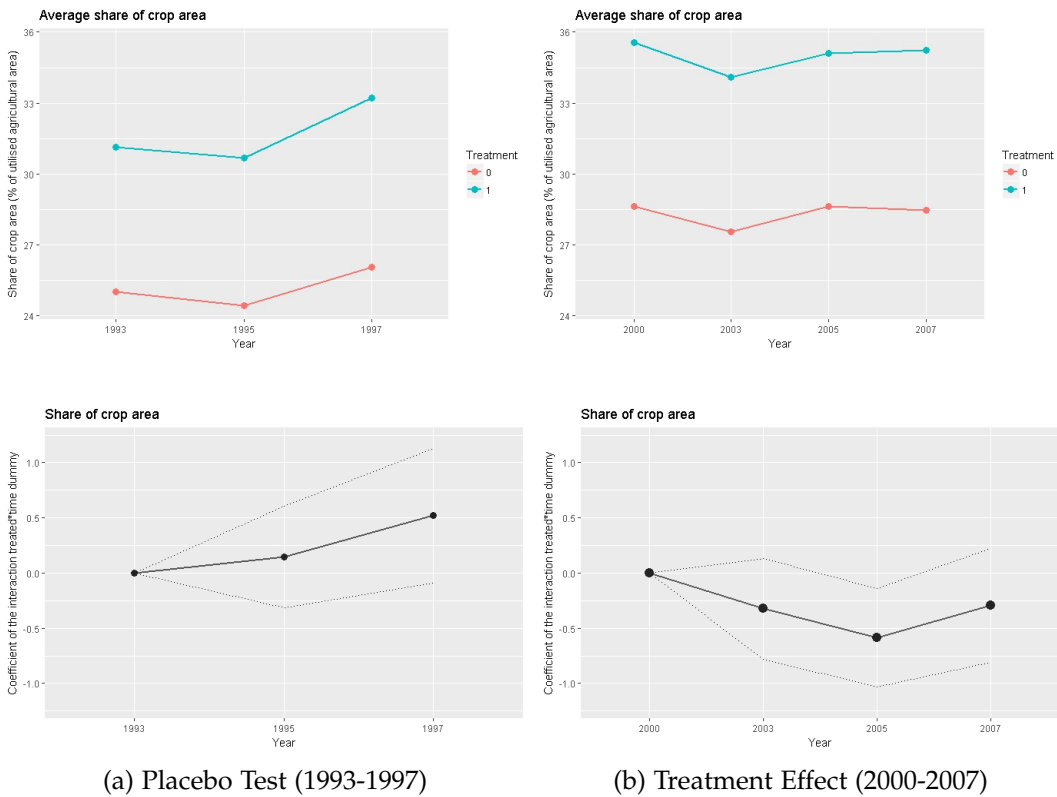 Average share of crop area
Share of crop area (% of utilised agricultural area)
36
33
30
27
24
1993
1995
1997
Year
Treatment
0
1
Average share of crop area
Share of crop area (% of utilised agricultural area)
36
33
30
27
24
2000
2003
2005
2007
Year
Treatment
0
1
Share of crop area
Coefficient of the interaction treated*time dummy
1.0
0.5
0.0
-0.5
-1.0
1993
1995
1997
Year
(a) Placebo Test (1993-1997)
Share of crop area
Coefficient of the interaction treated*time dummy
1.0
0.5
0.0
-0.5
-1.0
2000
2003
2005
2007
Year
(b) Treatment Effect (2000-2007)